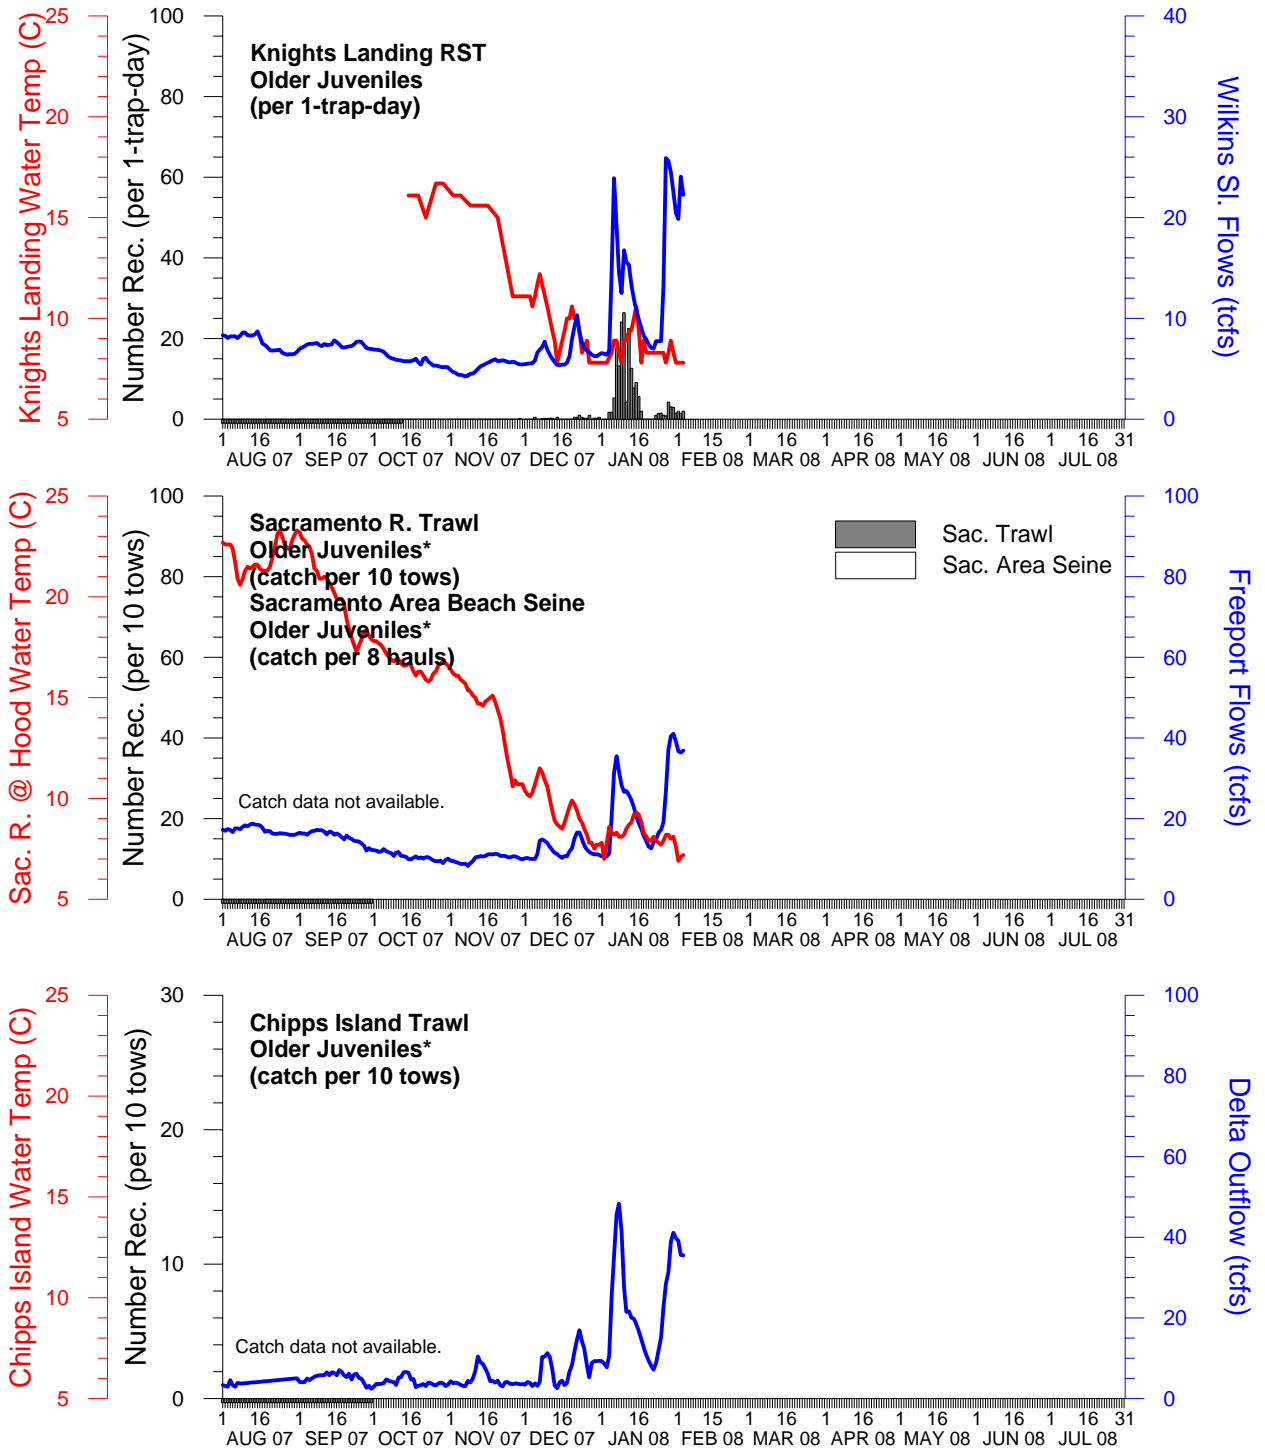 Knights Landing Water Temp (C)
25
20
15
10
5
Number Rec. (per 1-trap-day)
100
80
60
40
20
0
Knights Landing RST
Older Juveniles
(per 1-trap-day)
40
30
20
10
0
Wilkins Sl. Flows (tcfs)
1 16 1 16 1 16 1 16 1 16 1 16 1 15 1 16 1 16 1 16 1 16 1 16 31
AUG 07 SEP 07 OCT 07 NOV 07 DEC 07 JAN 08 FEB 08 MAR 08 APR 08 MAY 08 JUN 08 JUL 08
Sac. R. @ Hood Water Temp (C)
25
20
15
10
5
Number Rec. (per 10 tows)
100
80
60
40
20
0
Sacramento R. Trawl
Older Juveniles*
(catch per 10 tows)
Sacramento Area Beach Seine
Older Juveniles*
(catch per 8 hauls)
Sac. Trawl
Sac. Area Seine
Catch data not available.
100
80
60
40
20
0
Freeport Flows (tcfs)
1 16 1 16 1 16 1 16 1 16 1 16 1 15 1 16 1 16 1 16 1 16 1 16 31
AUG 07 SEP 07 OCT 07 NOV 07 DEC 07 JAN 08 FEB 08 MAR 08 APR 08 MAY 08 JUN 08 JUL 08
Chipps Island Water Temp (C)
25
20
15
10
5
Number Rec. (per 10 tows)
30
20
10
0
Chipps Island Trawl
Older Juveniles*
(catch per 10 tows)
Catch data not available.
100
80
60
40
20
0
Delta Outflow (tcfs)
1 16 1 16 1 16 1 16 1 16 1 16 1 15 1 16 1 16 1 16 1 16 1 16 31
AUG 07 SEP 07 OCT 07 NOV 07 DEC 07 JAN 08 FEB 08 MAR 08 APR 08 MAY 08 JUN 08 JUL 08